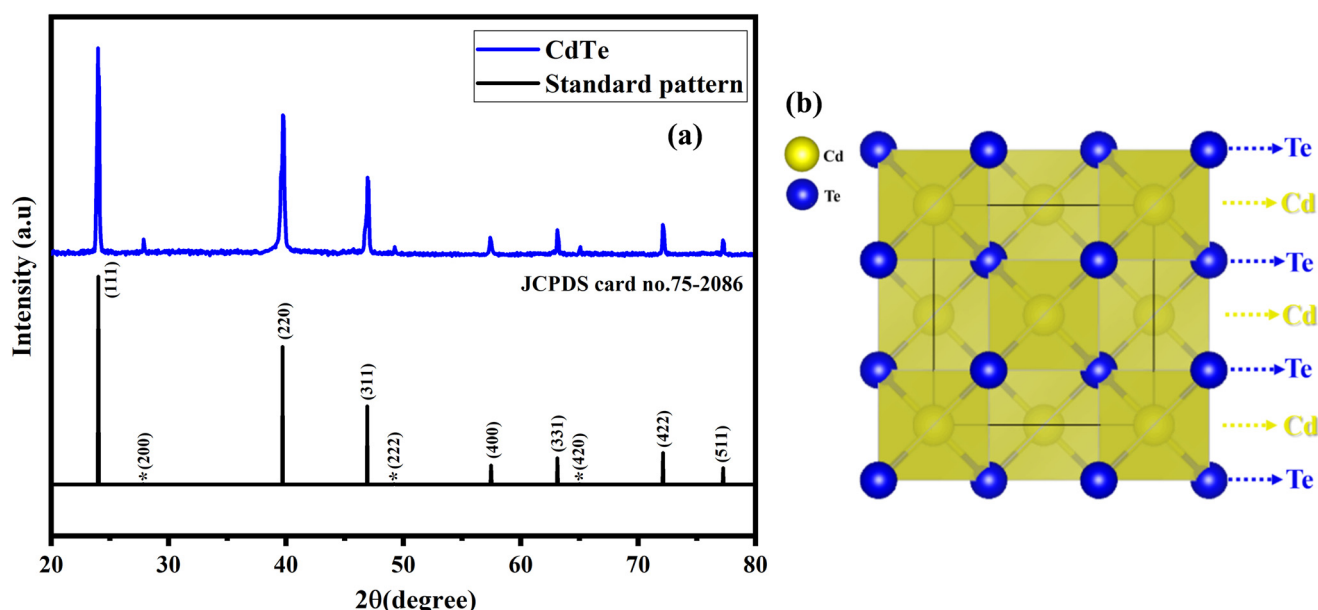 CdTe
Standard pattern
(a)
Intensity (a.u)
JCPDS card no.75-2086
(111)
*(200)
(220)
(311)
*(222)
(400)
(331)
*(420)
(422)
(511)
20 30 40 50 60 70 80
2θ(degree)
(b)
Cd
Te
Te
Cd
Te
Cd
Te
Cd
Te